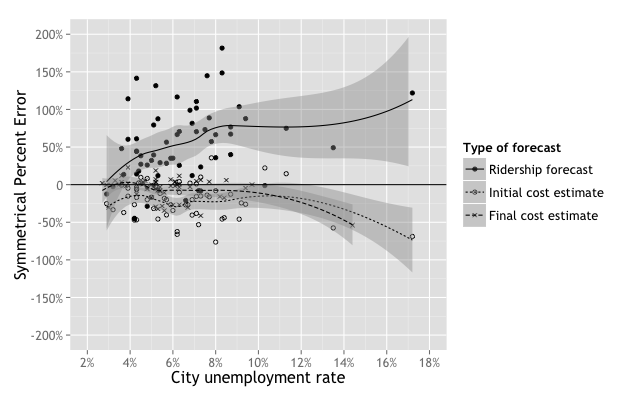 200%
150%
100%
50%
0
-50%
-100%
-150%
-200%
Symmetrical Percent Error
2% 4% 6% 8% 10% 12% 14% 16% 18%
City unemployment rate
Type of forecast
Ridership forecast
Initial cost estimate
Final cost estimate